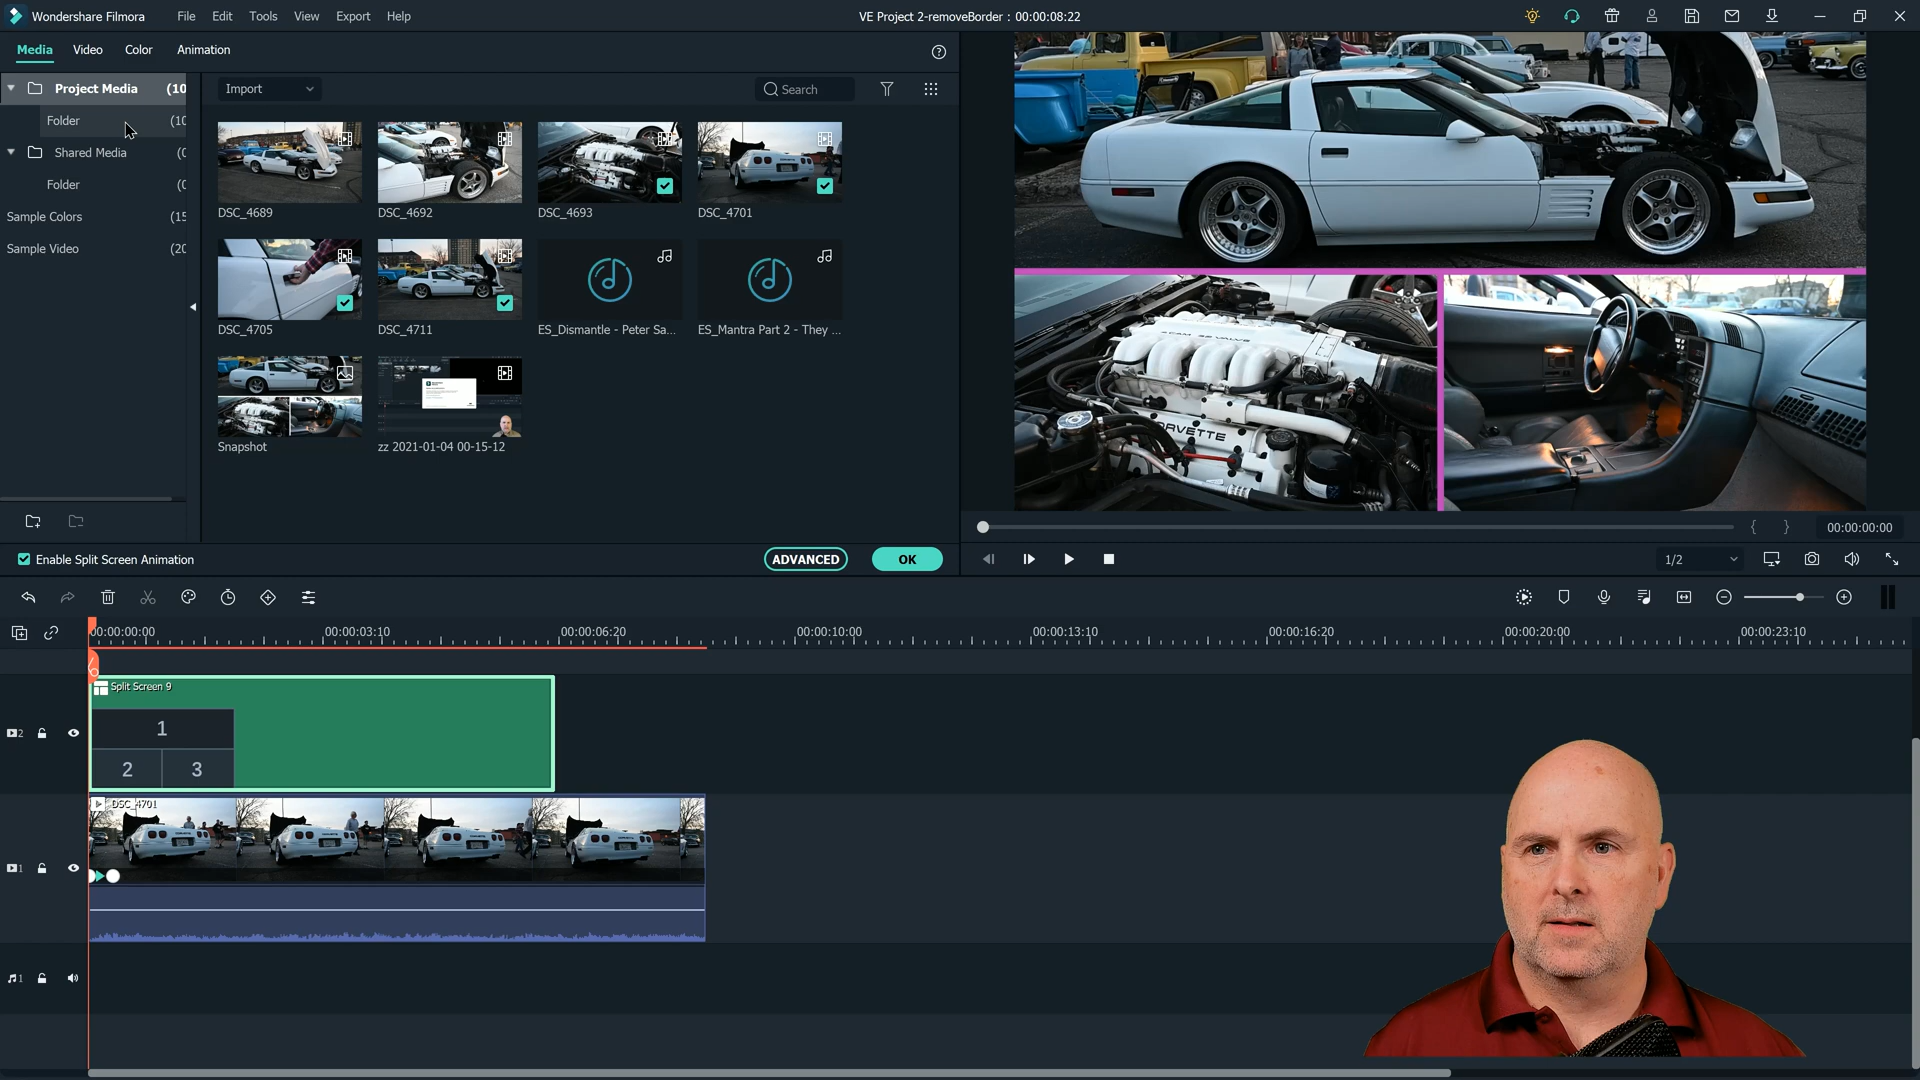 Wondershare Filmora
File Edit Tools View Export Help
VE Project 2-removeBorder : 00:00:08:22
Media Video Color Animation
Project Media (10
Folder (10
Shared Media (0
Folder (0
Sample Colors (15
Sample Video (20
Import
Search
DSC_4689
DSC_4692
DSC_4693
DSC_4701
DSC_4705
DSC_4711
ES_Dismantle - Peter Sa...
ES_Mantra Part 2 - They ...
Snapshot
zz 2021-01-04 00-15-12
CORVETTE
00:00:00:00
Enable Split Screen Animation
ADVANCED
OK
1/2
00:00:00:00
00:00:03:10
00:00:06:20
00:00:10:00
00:00:13:10
00:00:16:20
00:00:20:00
00:00:23:10
Split Screen 9
1
2 3
2
DSC_4701
1
1